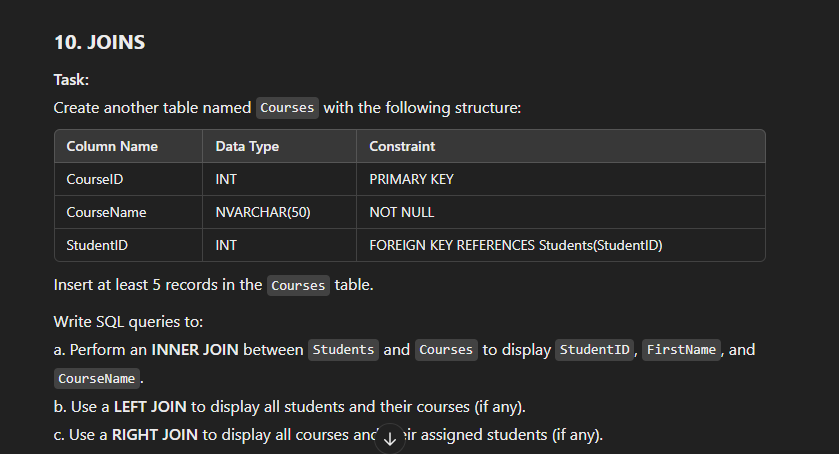 10. JOINS
Task:
Create another table named Courses with the following structure:
Column Name Data Type Constraint
CourseID INT PRIMARY KEY
CourseName NVARCHAR(50) NOT NULL
StudentID INT FOREIGN KEY REFERENCES Students(StudentID)
Insert at least 5 records in the Courses table.
Write SQL queries to:
a. Perform an INNER JOIN between Students and Courses to display StudentID, FirstName, and
CourseName.
b. Use a LEFT JOIN to display all students and their courses (if any).
c. Use a RIGHT JOIN to display all courses and eir assigned students (if any).